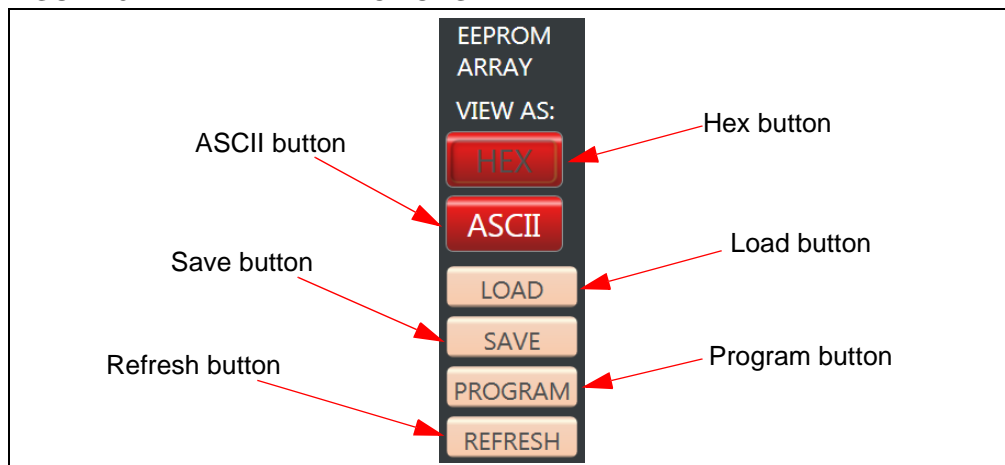 EEPROM
ARRAY
VIEW AS:
Hex button
ASCII button
HEX
ASCII
Load button
Save button
LOAD
SAVE
Program button
Refresh button
PROGRAM
REFRESH